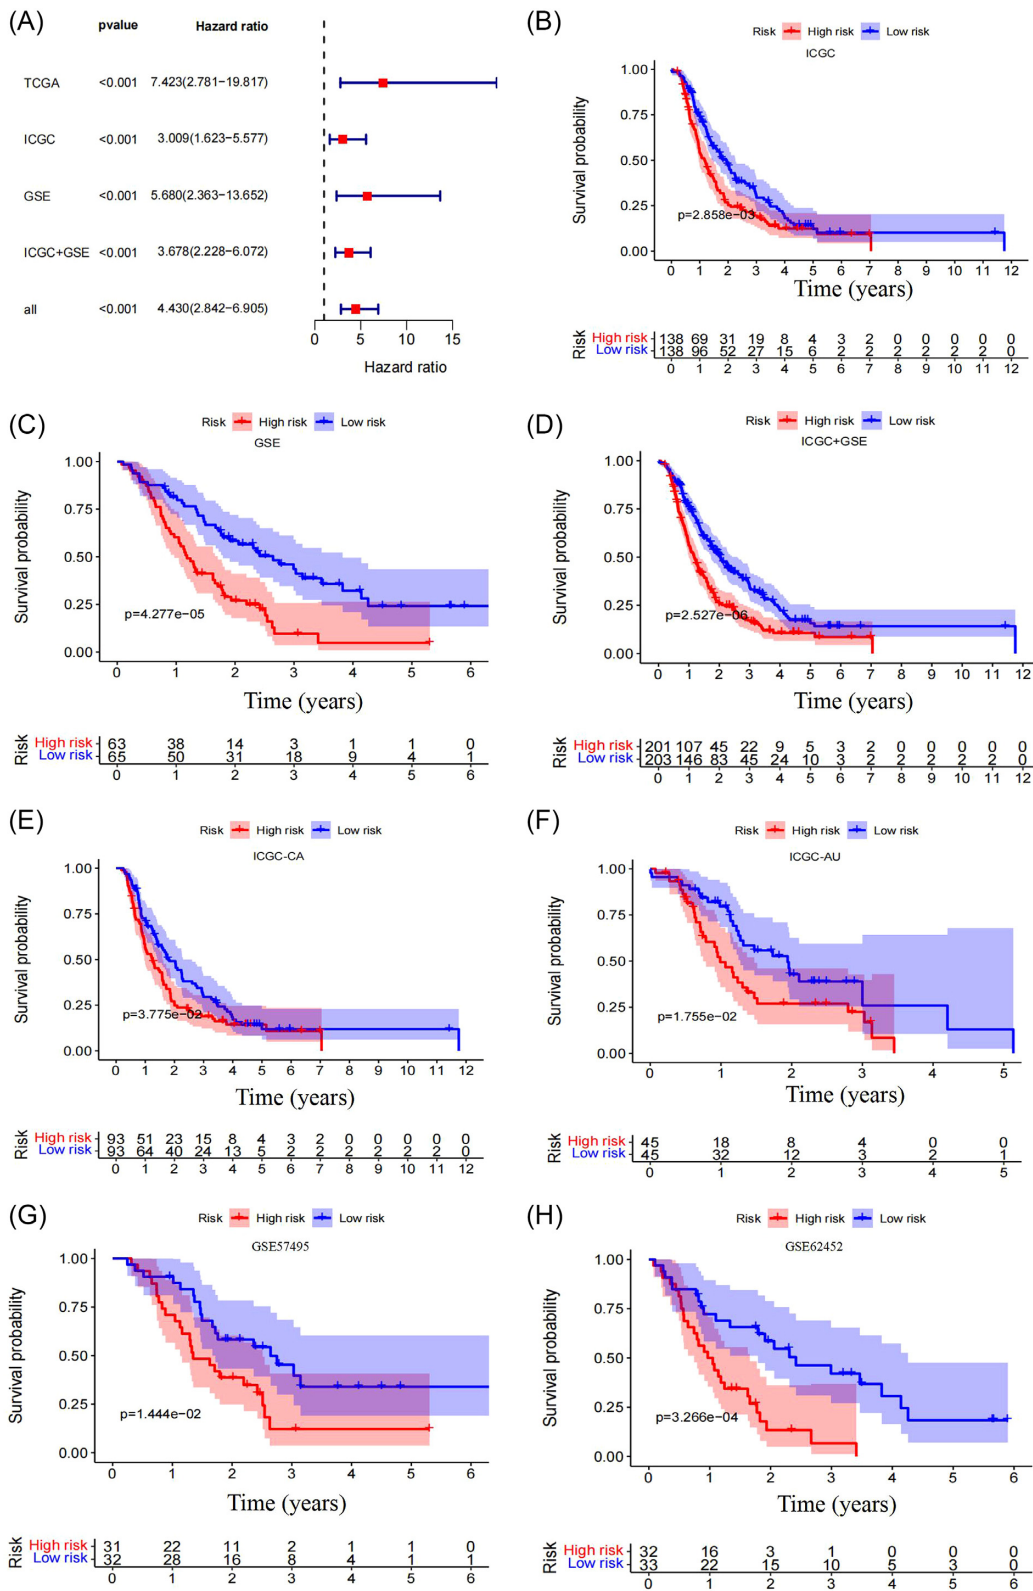 (A)
pvalue Hazard ratio
TCGA <0.001 7.423(2.781−19.817)
ICGC <0.001 3.009(1.623−5.577)
GSE <0.001 5.680(2.363−13.652)
ICGC+GSE <0.001 3.678(2.228−6.072)
all <0.001 4.430(2.842−6.905)
0 5 10 15
Hazard ratio
(B)
Risk High risk Low risk
ICGC
Survival probability
1.00
0.75
0.50
0.25
0.00
p=2.858e−03
0 1 2 3 4 5 6 7 8 9 10 11 12
Time (years)
Risk
High risk 138 69 31 19 8 4 3 2 0 0 0 0 0
Low risk 138 96 52 27 15 6 2 2 2 2 2 2 0
0 1 2 3 4 5 6 7 8 9 10 11 12
(C)
Risk High risk Low risk
GSE
Survival probability
1.00
0.75
0.50
0.25
0.00
p=4.277e−05
0 1 2 3 4 5 6
Time (years)
Risk
High risk 63 38 14 3 1 1 0
Low risk 65 50 31 18 9 4 1
0 1 2 3 4 5 6
(D)
Risk High risk Low risk
ICGC+GSE
Survival probability
1.00
0.75
0.50
0.25
0.00
p=2.527e−06
0 1 2 3 4 5 6 7 8 9 10 11 12
Time (years)
Risk
High risk 201 107 45 22 9 5 3 2 0 0 0 0 0
Low risk 203 146 83 45 24 10 3 2 2 2 2 2 0
0 1 2 3 4 5 6 7 8 9 10 11 12
(E)
Risk High risk Low risk
ICGC-CA
Survival probability
1.00
0.75
0.50
0.25
0.00
p=3.775e−02
0 1 2 3 4 5 6 7 8 9 10 11 12
Time (years)
Risk
High risk 93 51 23 15 8 4 3 2 0 0 0 0 0
Low risk 93 64 40 24 13 5 2 2 2 2 2 2 0
0 1 2 3 4 5 6 7 8 9 10 11 12
(F)
Risk High risk Low risk
ICGC-AU
Survival probability
1.00
0.75
0.50
0.25
0.00
p=1.755e−02
0 1 2 3 4 5
Time (years)
Risk
High risk 45 18 8 4 0 0
Low risk 45 32 12 3 2 1
0 1 2 3 4 5
(G)
Risk High risk Low risk
GSE57495
Survival probability
1.00
0.75
0.50
0.25
0.00
p=1.444e−02
0 1 2 3 4 5 6
Time (years)
Risk
High risk 31 22 11 2 1 1 0
Low risk 32 28 16 8 4 1 1
0 1 2 3 4 5 6
(H)
Risk High risk Low risk
GSE62452
Survival probability
1.00
0.75
0.50
0.25
0.00
p=3.266e−04
0 1 2 3 4 5 6
Time (years)
Risk
High risk 32 16 3 1 0 0 0
Low risk 33 22 15 10 5 3 0
0 1 2 3 4 5 6